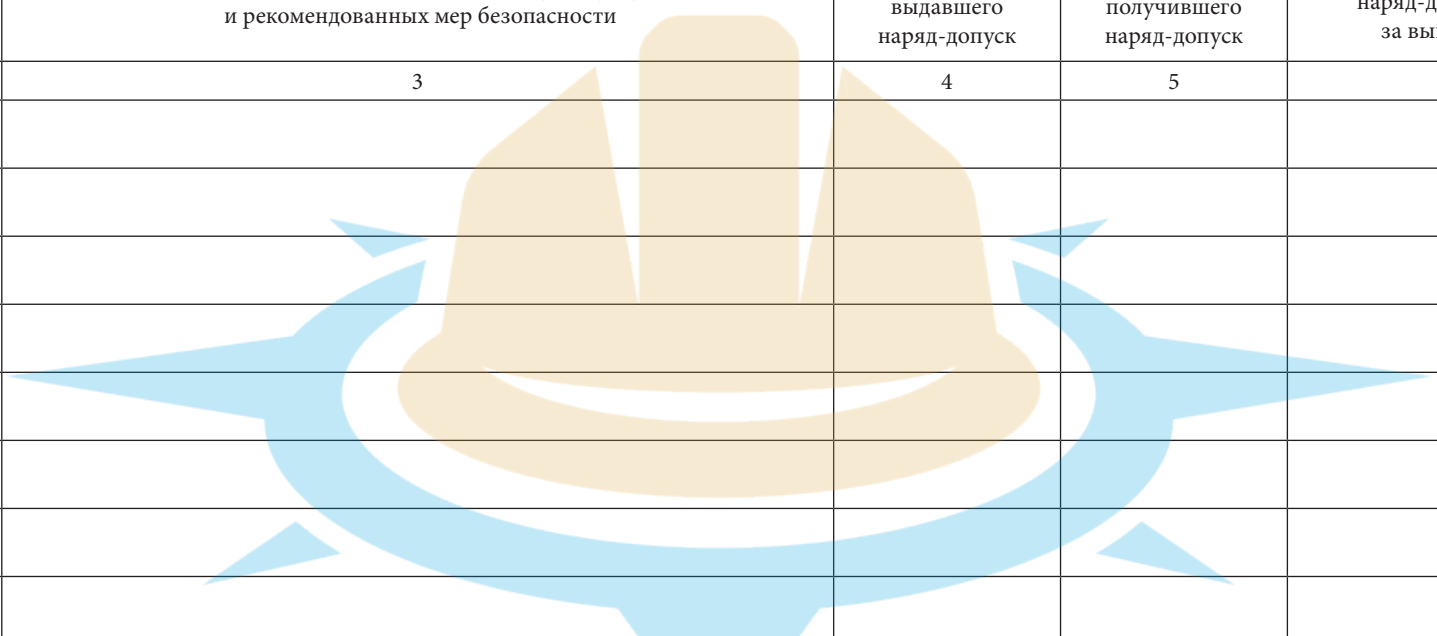 и рекомендованных мер безопасности
выдавшего
наряд-допуск
получившего
наряд-допуск
3
4
5